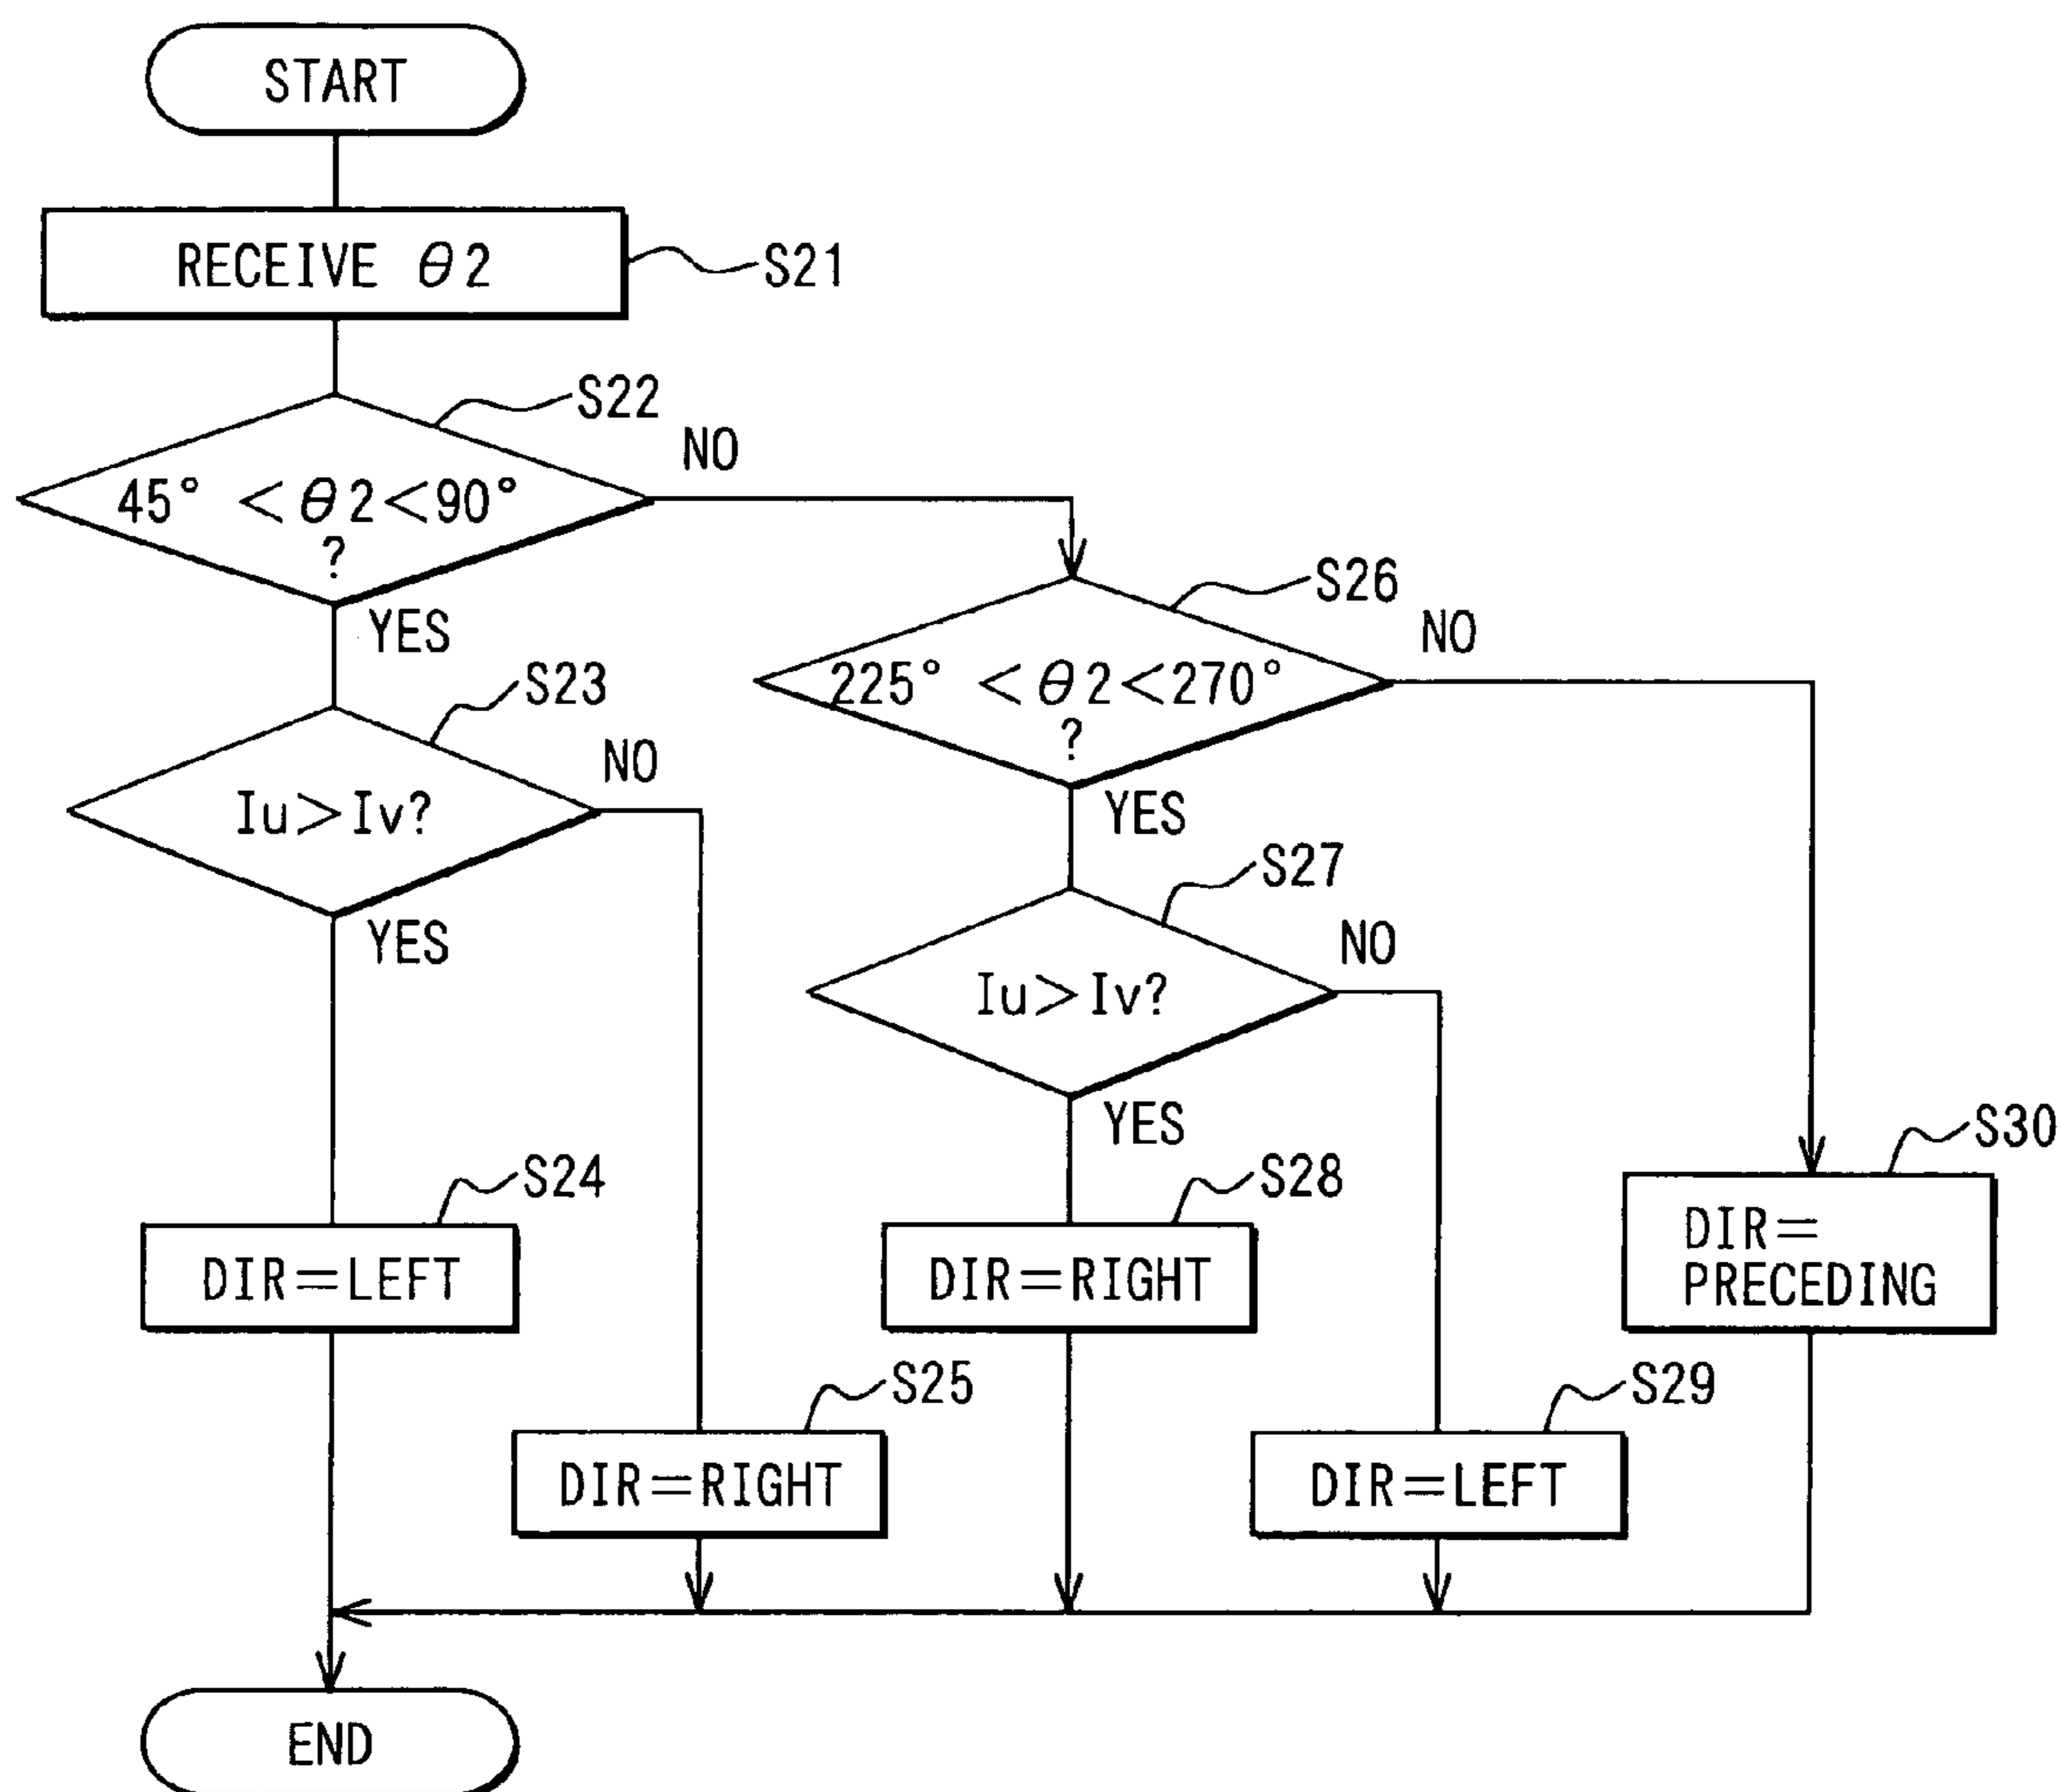 START
RECEIVE θ2
S21
S22
45° <θ2<90°
?
NO
YES
S23
Iu>Iv?
NO
YES
S26
225° <θ2<270°
?
NO
YES
S27
Iu>Iv?
NO
YES
S24
DIR=LEFT
S25
DIR=RIGHT
S28
DIR=RIGHT
S29
DIR=LEFT
S30
DIR=
PRECEDING
END